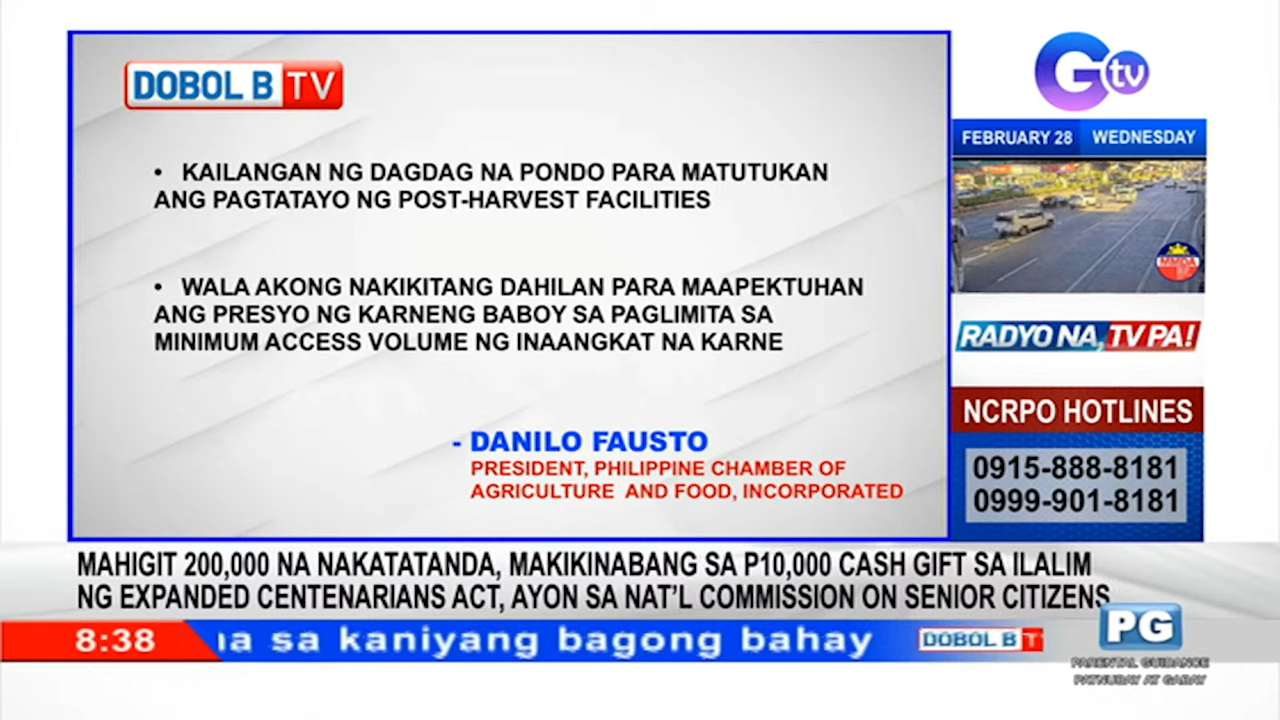 DOBOL B TV
• KAILANGAN NG DAGDAG NA PONDO PARA MATUTUKAN
ANG PAGTATAYO NG POST-HARVEST FACILITIES
• WALA AKONG NAKIKITANG DAHILAN PARA MAAPEKTUHAN
ANG PRESYO NG KARNENG BABOY SA PAGLIMITA SA
MINIMUM ACCESS VOLUME NG INAANGKAT NA KARNE
- DANILO FAUSTO
PRESIDENT, PHILIPPINE CHAMBER OF
AGRICULTURE AND FOOD, INCORPORATED
Gtv
FEBRUARY 28 WEDNESDAY
MMDA
RADYO NA, TV PA!
NCRPO HOTLINES
0915-888-8181
0999-901-8181
MAHIGIT 200,000 NA NAKATATANDA, MAKIKINABANG SA P10,000 CASH GIFT SA ILALIM
NG EXPANDED CENTENARIANS ACT, AYON SA NAT'L COMMISSION ON SENIOR CITIZENS
8:38 sa kaniyang bagong bahay DOBOL B T
PG
PARENTAL GUIDANCE
PATNUBAY AT GABAY